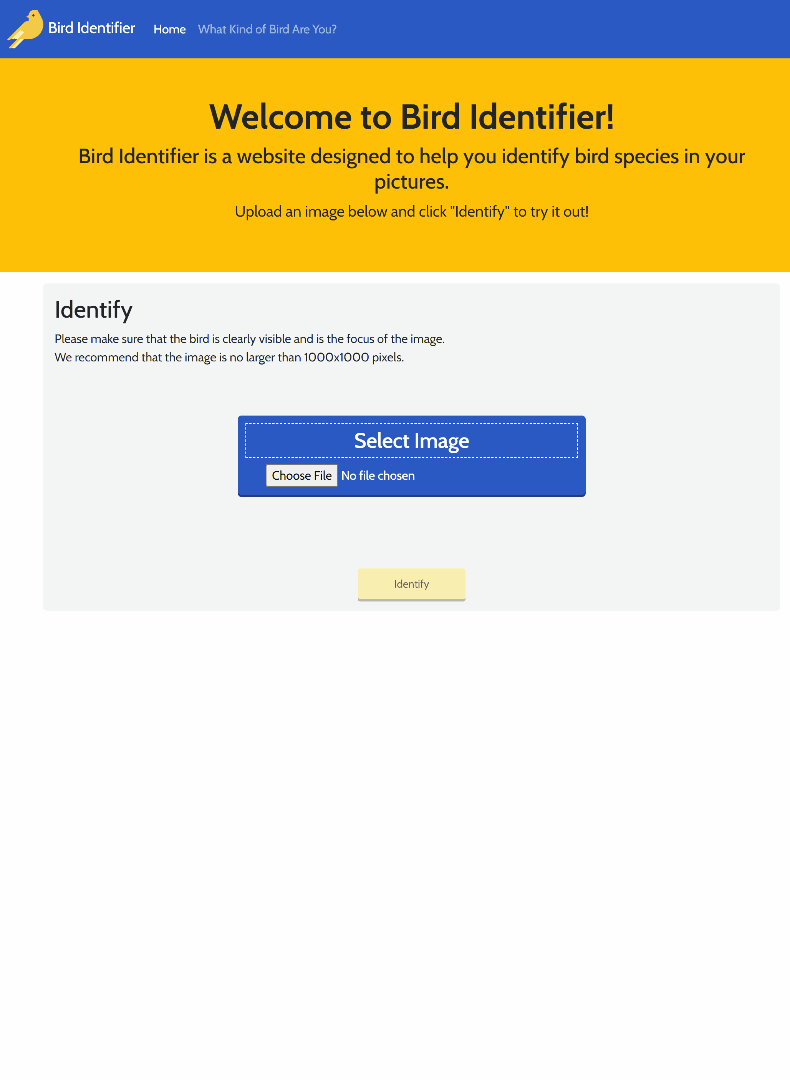 Bird Identifier Home What Kind of Bird Are You?
Welcome to Bird Identifier!
Bird Identifier is a website designed to help you identify bird species in your
pictures.
Upload an image below and click "Identify" to try it out!
Identify
Please make sure that the bird is clearly visible and is the focus of the image.
We recommend that the image is no larger than 1000x1000 pixels.
Select Image
Choose File No file chosen
Identify